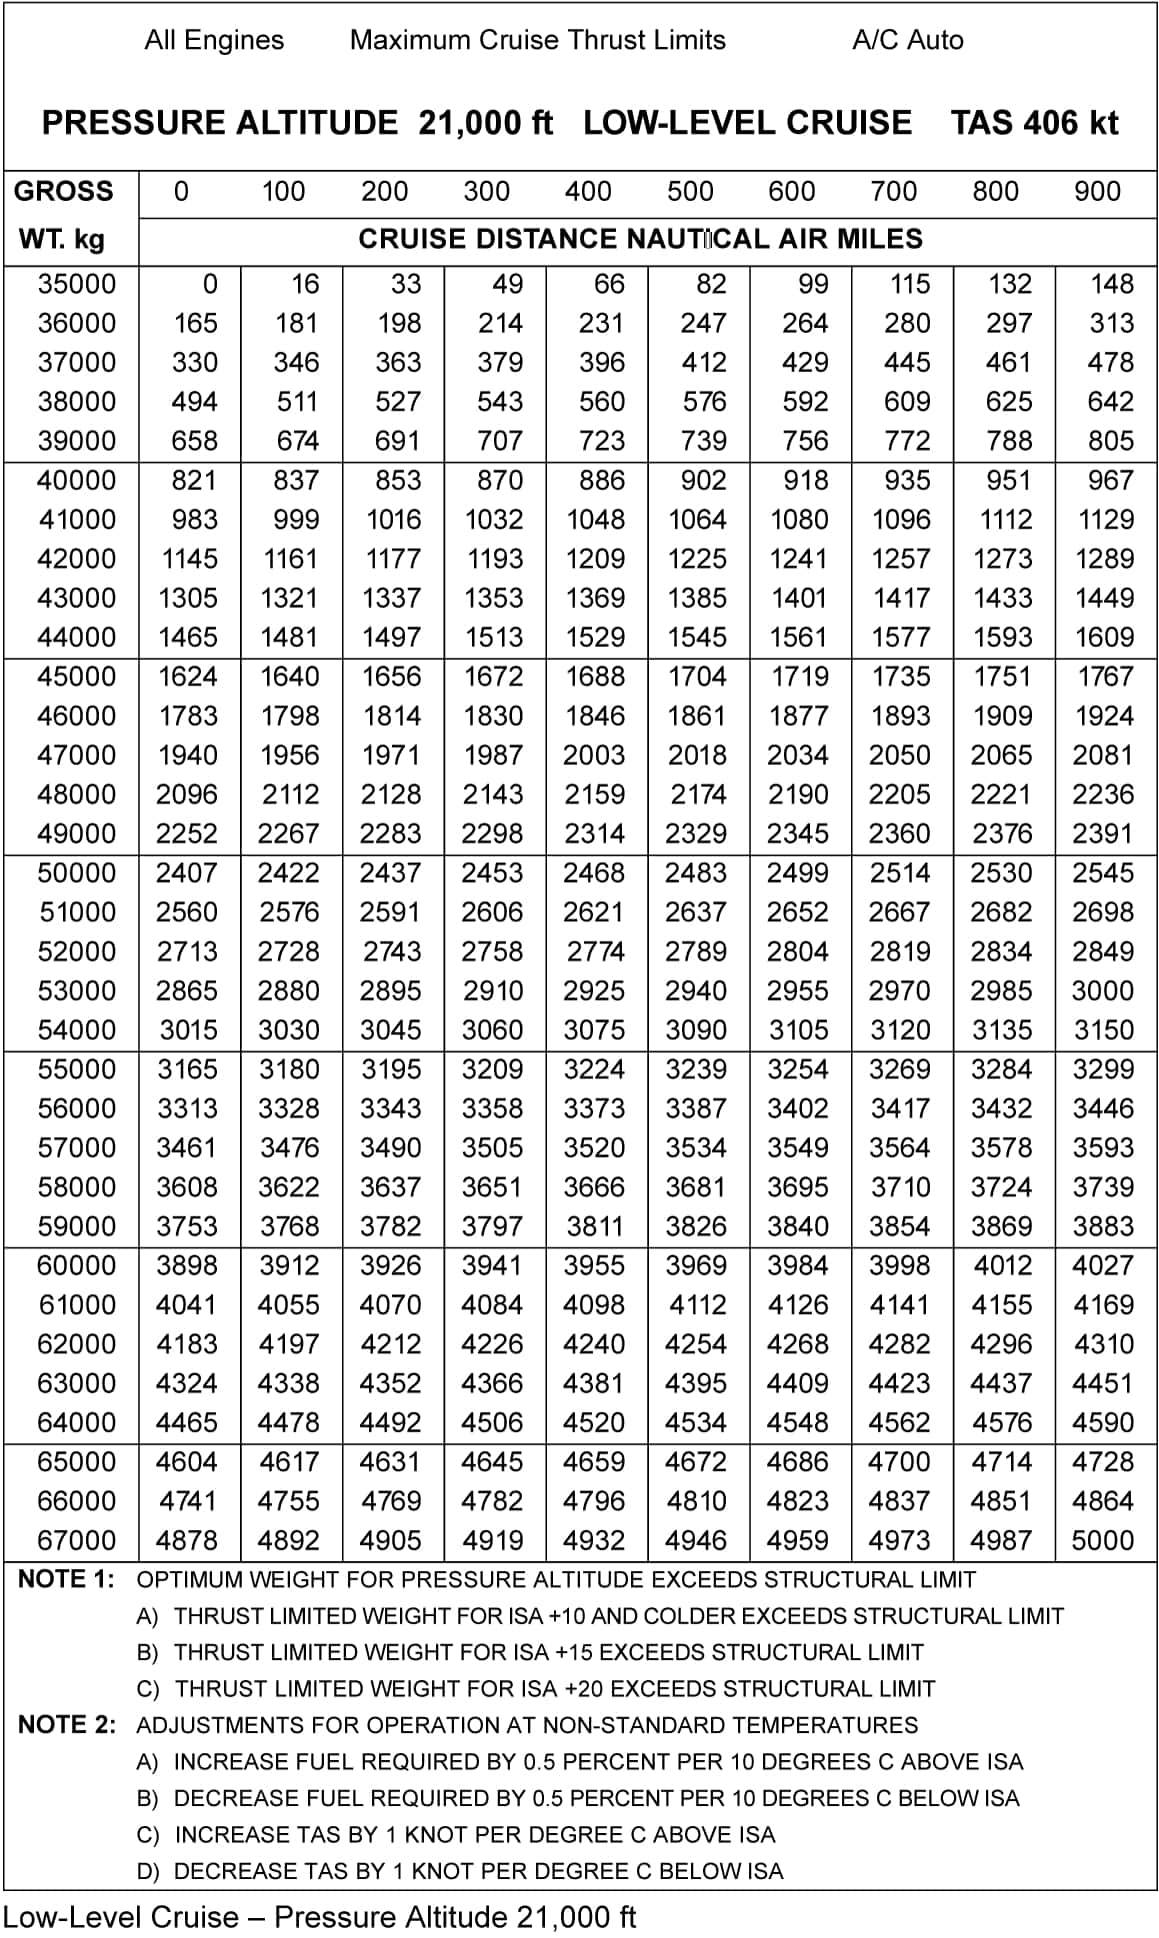 All Engines Maximum Cruise Thrust Limits A/C Auto
PRESSURE ALTITUDE 21,000 ft LOW-LEVEL CRUISE TAS 406 kt
GROSS 0 100 200 300 400 500 600 700 800 900
WT. kg CRUISE DISTANCE NAUTICAL AIR MILES
35000 0 16 33 49 66 82 99 115 132 148
36000 165 181 198 214 231 247 264 280 297 313
37000 330 346 363 379 396 412 429 445 461 478
38000 494 511 527 543 560 576 592 609 625 642
39000 658 674 691 707 723 739 756 772 788 805
40000 821 837 853 870 886 902 918 935 951 967
41000 983 999 1016 1032 1048 1064 1080 1096 1112 1129
42000 1145 1161 1177 1193 1209 1225 1241 1257 1273 1289
43000 1305 1321 1337 1353 1369 1385 1401 1417 1433 1449
44000 1465 1481 1497 1513 1529 1545 1561 1577 1593 1609
45000 1624 1640 1656 1672 1688 1704 1719 1735 1751 1767
46000 1783 1798 1814 1830 1846 1861 1877 1893 1909 1924
47000 1940 1956 1971 1987 2003 2018 2034 2050 2065 2081
48000 2096 2112 2128 2143 2159 2174 2190 2205 2221 2236
49000 2252 2267 2283 2298 2314 2329 2345 2360 2376 2391
50000 2407 2422 2437 2453 2468 2483 2499 2514 2530 2545
51000 2560 2576 2591 2606 2621 2637 2652 2667 2682 2698
52000 2713 2728 2743 2758 2774 2789 2804 2819 2834 2849
53000 2865 2880 2895 2910 2925 2940 2955 2970 2985 3000
54000 3015 3030 3045 3060 3075 3090 3105 3120 3135 3150
55000 3165 3180 3195 3209 3224 3239 3254 3269 3284 3299
56000 3313 3328 3343 3358 3373 3387 3402 3417 3432 3446
57000 3461 3476 3490 3505 3520 3534 3549 3564 3578 3593
58000 3608 3622 3637 3651 3666 3681 3695 3710 3724 3739
59000 3753 3768 3782 3797 3811 3826 3840 3854 3869 3883
60000 3898 3912 3926 3941 3955 3969 3984 3998 4012 4027
61000 4041 4055 4070 4084 4098 4112 4126 4141 4155 4169
62000 4183 4197 4212 4226 4240 4254 4268 4282 4296 4310
63000 4324 4338 4352 4366 4381 4395 4409 4423 4437 4451
64000 4465 4478 4492 4506 4520 4534 4548 4562 4576 4590
65000 4604 4617 4631 4645 4659 4672 4686 4700 4714 4728
66000 4741 4755 4769 4782 4796 4810 4823 4837 4851 4864
67000 4878 4892 4905 4919 4932 4946 4959 4973 4987 5000
NOTE 1: OPTIMUM WEIGHT FOR PRESSURE ALTITUDE EXCEEDS STRUCTURAL LIMIT
A) THRUST LIMITED WEIGHT FOR ISA +10 AND COLDER EXCEEDS STRUCTURAL LIMIT
B) THRUST LIMITED WEIGHT FOR ISA +15 EXCEEDS STRUCTURAL LIMIT
C) THRUST LIMITED WEIGHT FOR ISA +20 EXCEEDS STRUCTURAL LIMIT
NOTE 2: ADJUSTMENTS FOR OPERATION AT NON-STANDARD TEMPERATURES
A) INCREASE FUEL REQUIRED BY 0.5 PERCENT PER 10 DEGREES C ABOVE ISA
B) DECREASE FUEL REQUIRED BY 0.5 PERCENT PER 10 DEGREES C BELOW ISA
C) INCREASE TAS BY 1 KNOT PER DEGREE C ABOVE ISA
D) DECREASE TAS BY 1 KNOT PER DEGREE C BELOW ISA
Low-Level Cruise – Pressure Altitude 21,000 ft